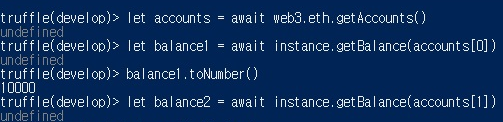 truffle(develop)> let accounts = await web3.eth.getAccounts()
undefined
truffle(develop)> let balance1 = await instance.getBalance(accounts[0])
undefined
truffle(develop)> balance1.toNumber()
10000
truffle(develop)> let balance2 = await instance.getBalance(accounts[1])
undefined